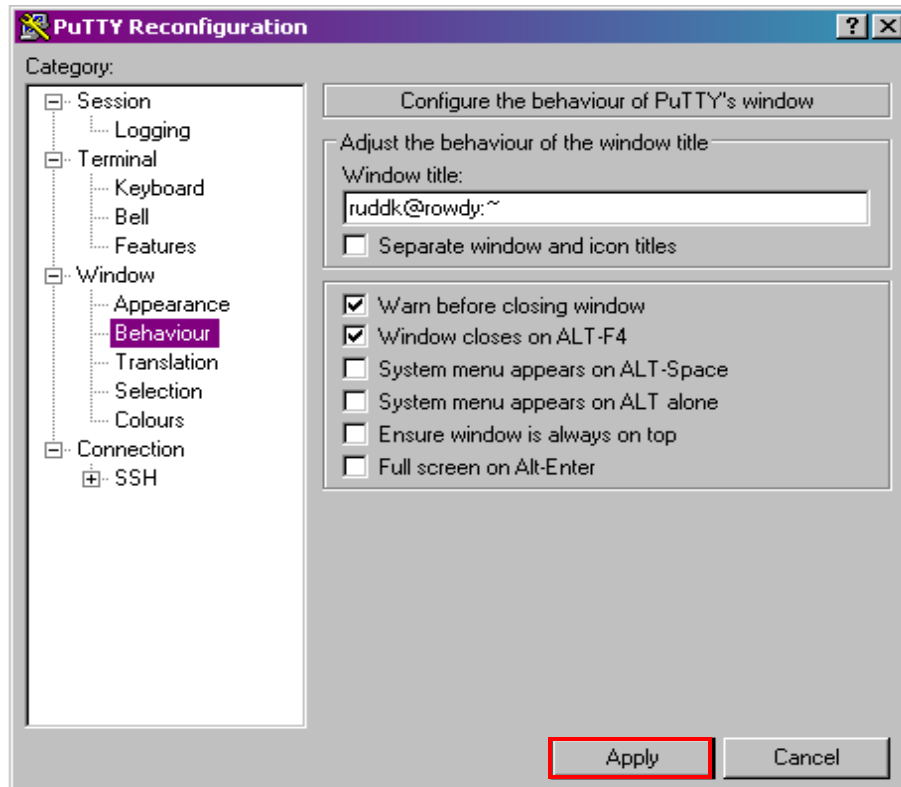 PuTTY Reconfiguration
Category:
Session
Logging
Terminal
Keyboard
Bell
Features
Window
Appearance
Behaviour
Translation
Selection
Colours
Connection
SSH
Configure the behaviour of PuTTY's window
Adjust the behaviour of the window title
Window title:
ruddk@rowdy:~
Separate window and icon titles
Warn before closing window
Window closes on ALT-F4
System menu appears on ALT-Space
System menu appears on ALT alone
Ensure window is always on top
Full screen on Alt-Enter
Apply
Cancel